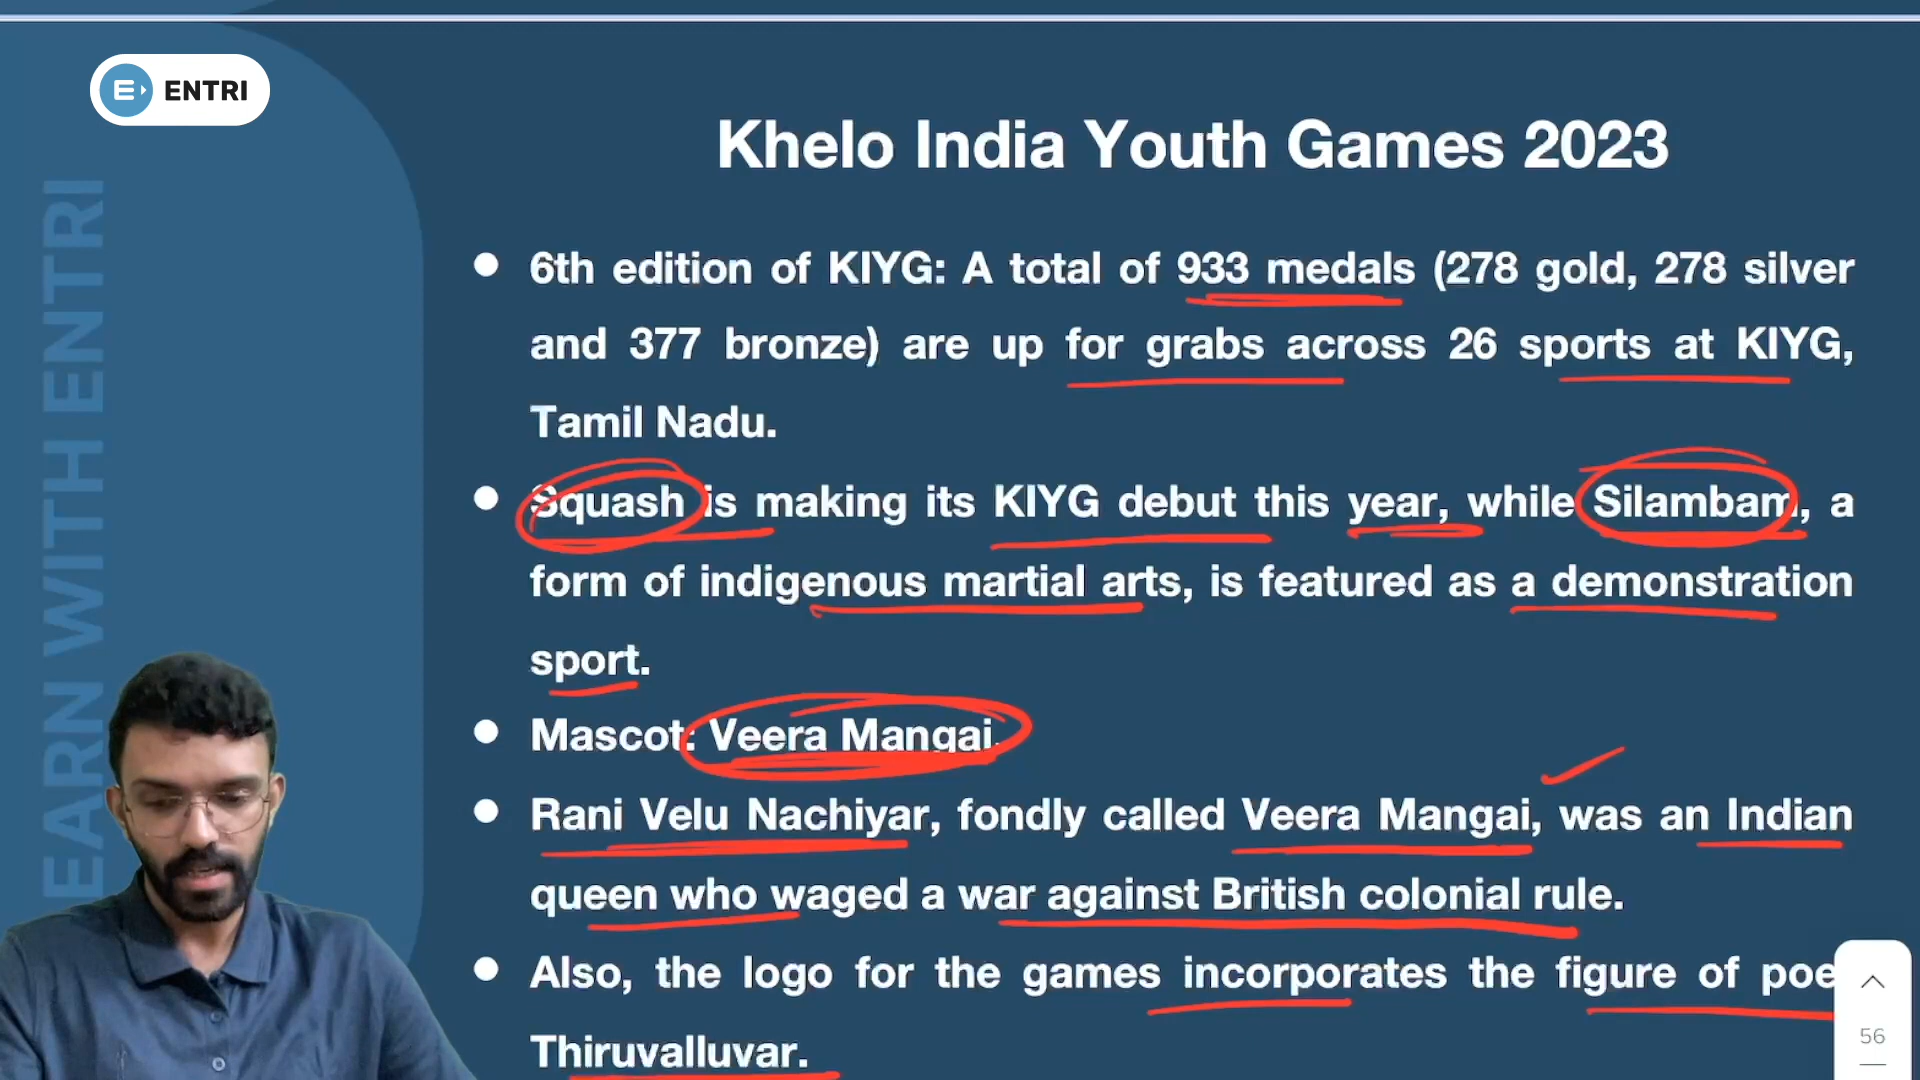 ENTRI
EARN WITH ENTRI
Khelo India Youth Games 2023
6th edition of KIYG: A total of 933 medals (278 gold, 278 silver
and 377 bronze) are up for grabs across 26 sports at KIYG,
Tamil Nadu.
Squash is making its KIYG debut this year, while Silambam, a
form of indigenous martial arts, is featured as a demonstration
sport.
Mascot: Veera Mangai.
Rani Velu Nachiyar, fondly called Veera Mangai, was an Indian
queen who waged a war against British colonial rule.
Also, the logo for the games incorporates the figure of poe
Thiruvalluvar.
56